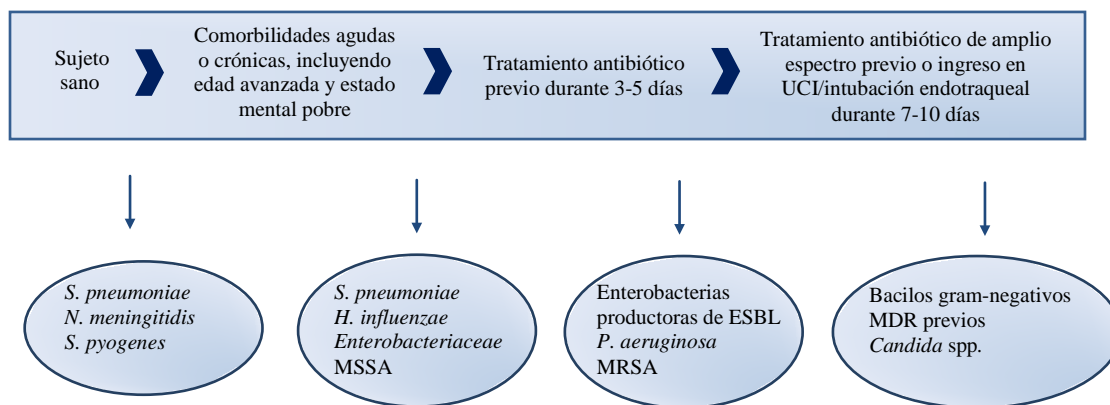 Sujeto
sano
Comorbilidades agudas
o crónicas, incluyendo
edad avanzada y estado
mental pobre
Tratamiento antibiótico
previo durante 3-5 días
Tratamiento antibiótico de amplio
espectro previo o ingreso en
UCI/intubación endotraqueal
durante 7-10 días
S. pneumoniae
N. meningitidis
S. pyogenes
S. pneumoniae
H. influenzae
Enterobacteriaceae
MSSA
Enterobacterias
productoras de ESBL
P. aeruginosa
MRSA
Bacilos gram-negativos
MDR previos
Candida spp.